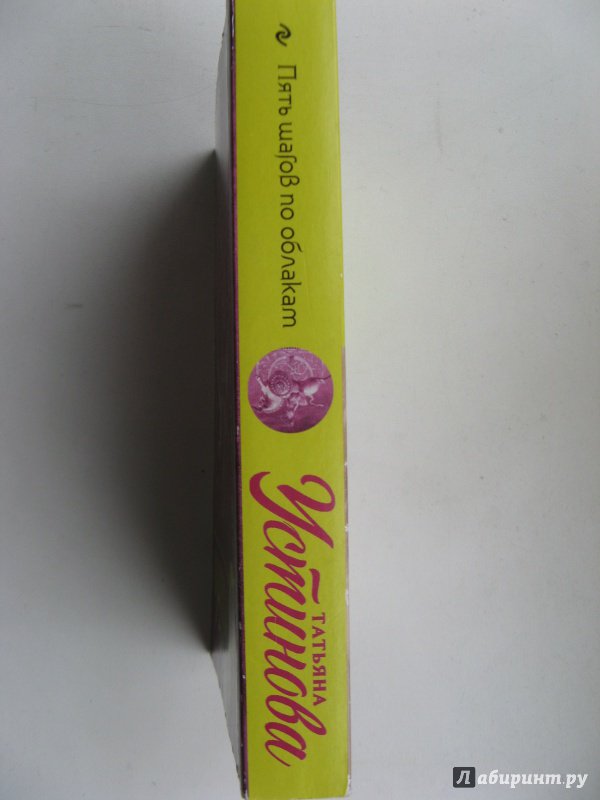 Пять шагов по облакам
ТАТЬЯНА
Устинова
Лабиринт.ру